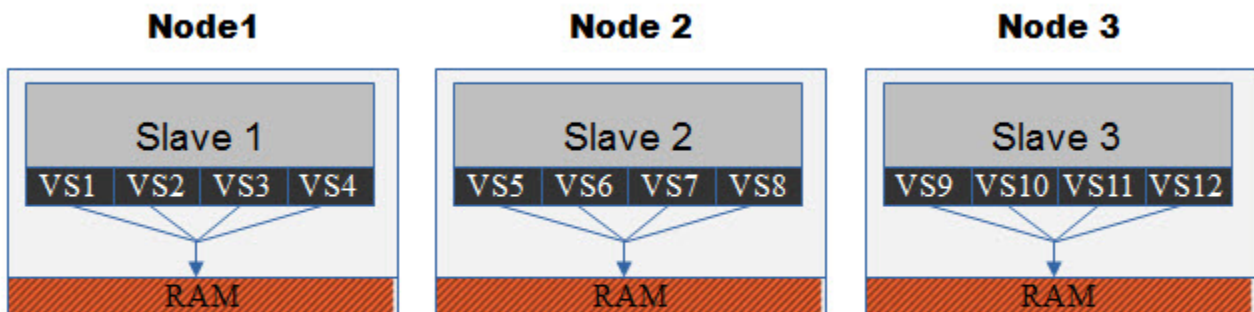 Node1 Node 2 Node 3
Slave 1 Slave 2 Slave 3
VS1 VS2 VS3 VS4 VS5 VS6 VS7 VS8 VS9 VS10 VS11 VS12
RAM RAM RAM